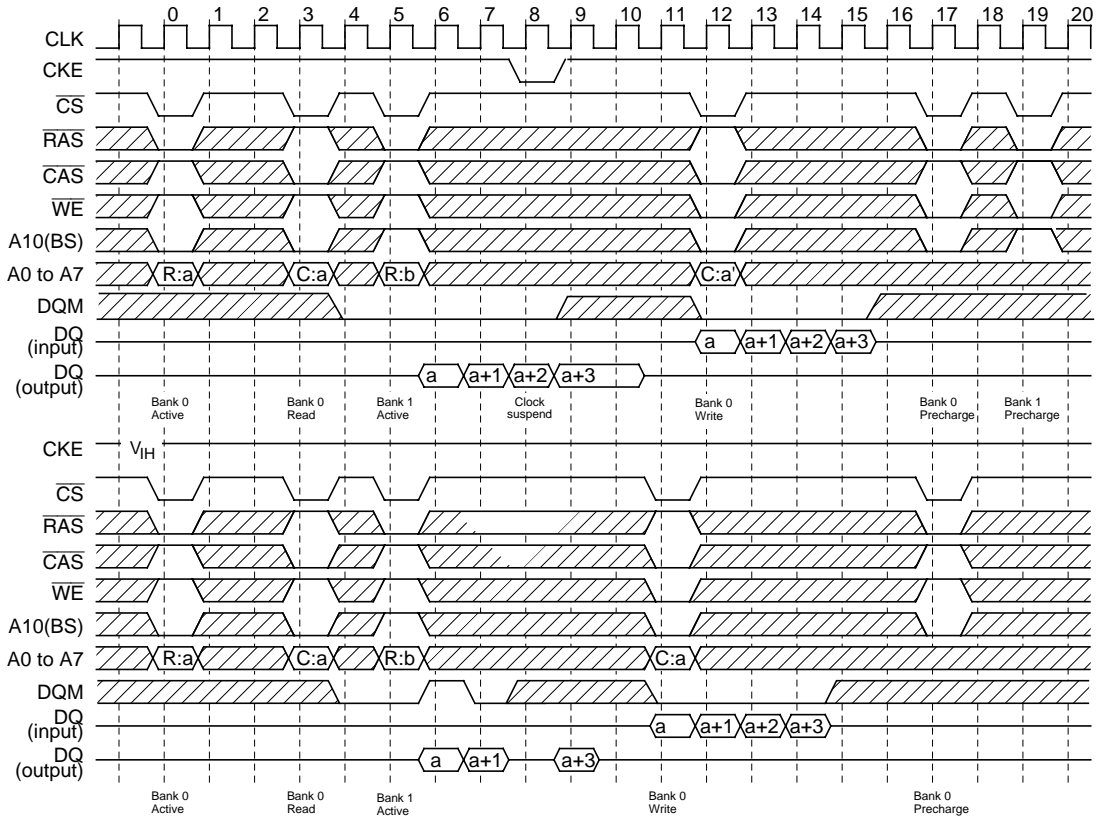 0 1 2 3 4 5 6 7 8 9 10 11 12 13 14 15 16 17 18 19 20
CLK
CKE
CS
RAS
CAS
WE
A10(BS)
A0 to A7 R:a C:a R:b C:a'
DQM
DQ
(input) a a+1 a+2 a+3
DQ
(output) a a+1 a+2 a+3
Bank 0 Bank 0 Bank 1 Clock Bank 0 Bank 0 Bank 1
Active Read Active suspend Write Precharge Precharge
CKE VIH
CS
RAS
CAS
WE
A10(BS)
A0 to A7 R:a C:a R:b C:a
DQM
DQ
(input) a a+1 a+2 a+3
DQ
(output) a a+1 a+3
Bank 0 Bank 0 Bank 1 Bank 0 Bank 0
Active Read Active Write Precharge